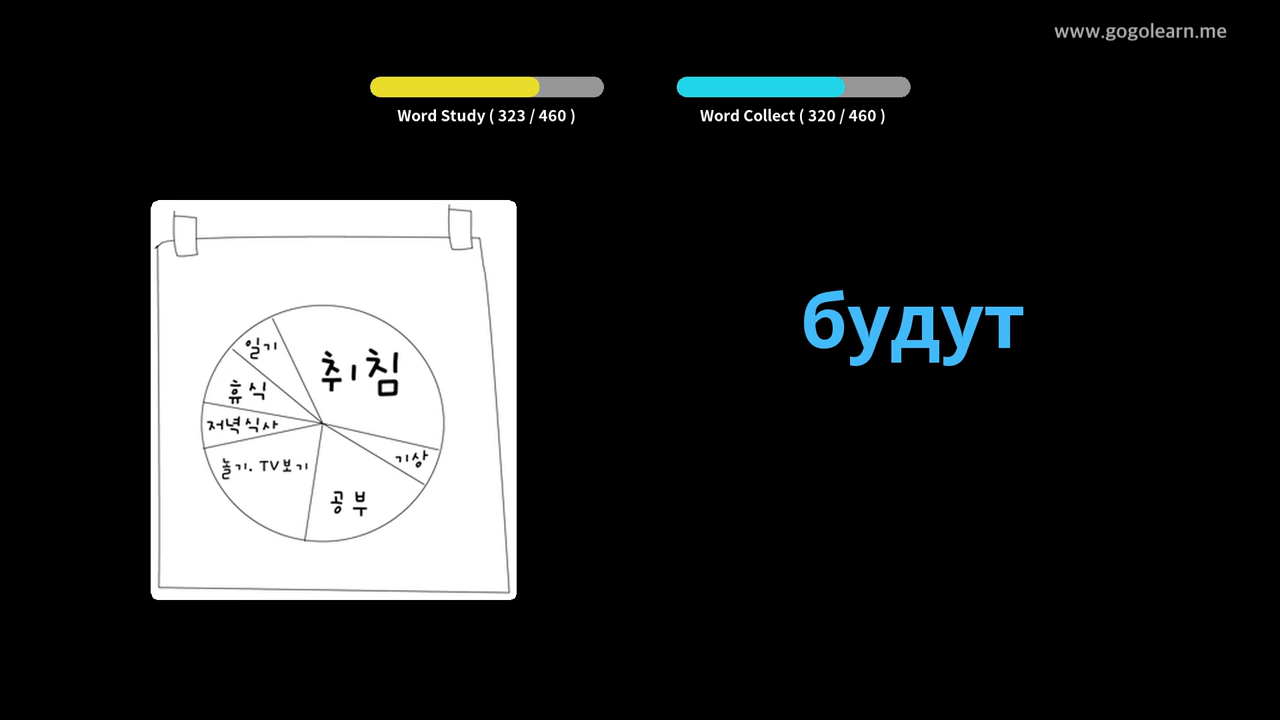 www.gogolearn.me
Word Study ( 323 / 460 )
Word Collect ( 320 / 460 )
일기
취침
휴식
저녁식사
놀기. TV보기
기상
공부
будут